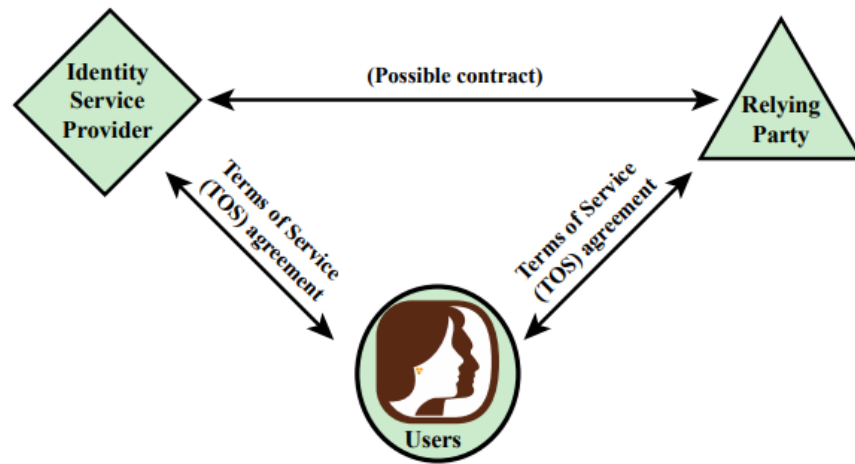 Identity
Service
Provider
(Possible contract)
Relying
Party
Terms of Service
(TOS) agreement
Terms of Service
(TOS) agreement
Users